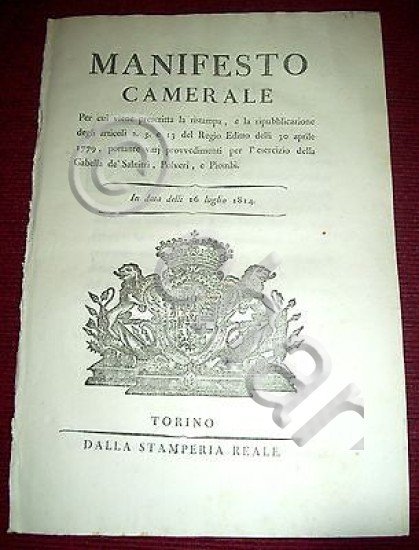 MANIFESTO
CAMERALE
Per cui viene prescritta la ristampa, e la ripubblicazione
degli articoli 2. 5. e 13 del Regio Editto delli 30 aprile
1779, portante varj provvedimenti per l'esercizio della
Gabella de' Salnitri, Polveri, e Piombi.
In data delli 16 luglio 1814.
TORINO
DALLA STAMPERIA REALE.